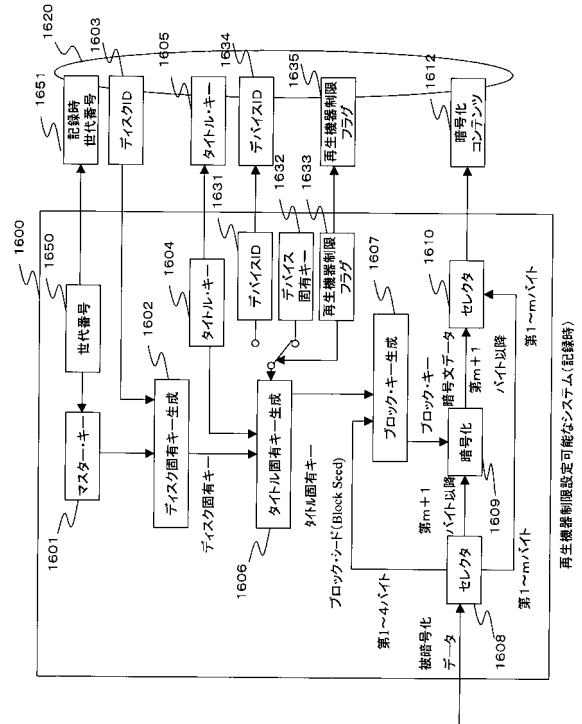 1600
1650
世代番号
1651
記録時
世代番号
1620
1603
ディスクID
マスター・キー
1601
1602
ディスク固有キー生成
ディスク固有キー
1604
タイトル・キー
1605
タイトル・キー
1631
デバイスID
1634
デバイスID
1632
デバイス
固有キー
1633
再生機器制限
フラグ
1635
再生機器制限
フラグ
タイトル固有キー生成
1606
タイトル固有キー
1607
ブロック・キー生成
ブロック・シード(Block Seed)
ブロック・キー
第1~4バイト
被暗号化
データ
セレクタ
1608
第m+1
バイト以降
暗号化
1609
暗号文データ
第m+1
バイト以降
セレクタ
1610
第1~mバイト
第1~mバイト
1612
暗号化
コンテンツ
再生機器制限設定可能なシステム(記録時)